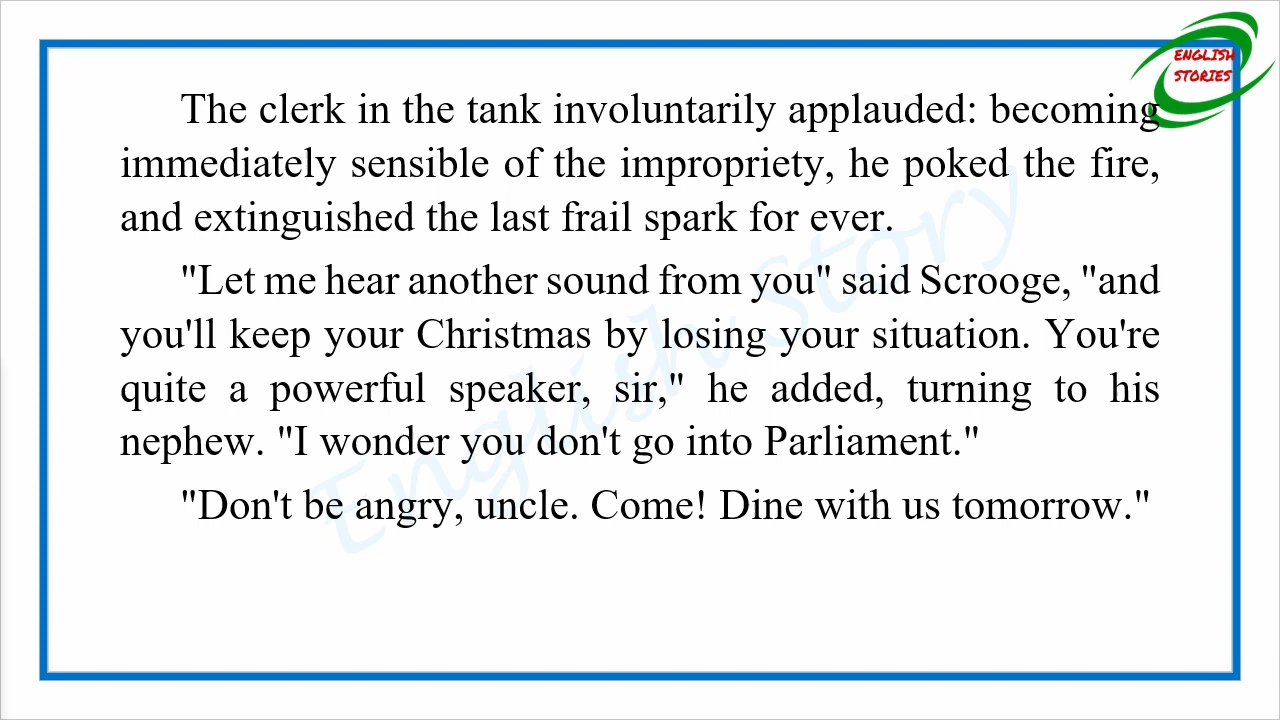 ENGLISH
STORIES
The clerk in the tank involuntarily applauded: becoming
immediately sensible of the impropriety, he poked the fire,
and extinguished the last frail spark for ever.
"Let me hear another sound from you" said Scrooge, "and
you'll keep your Christmas by losing your situation. You're
quite a powerful speaker, sir," he added, turning to his
nephew. "I wonder you don't go into Parliament."
"Don't be angry, uncle. Come! Dine with us tomorrow."
English Story